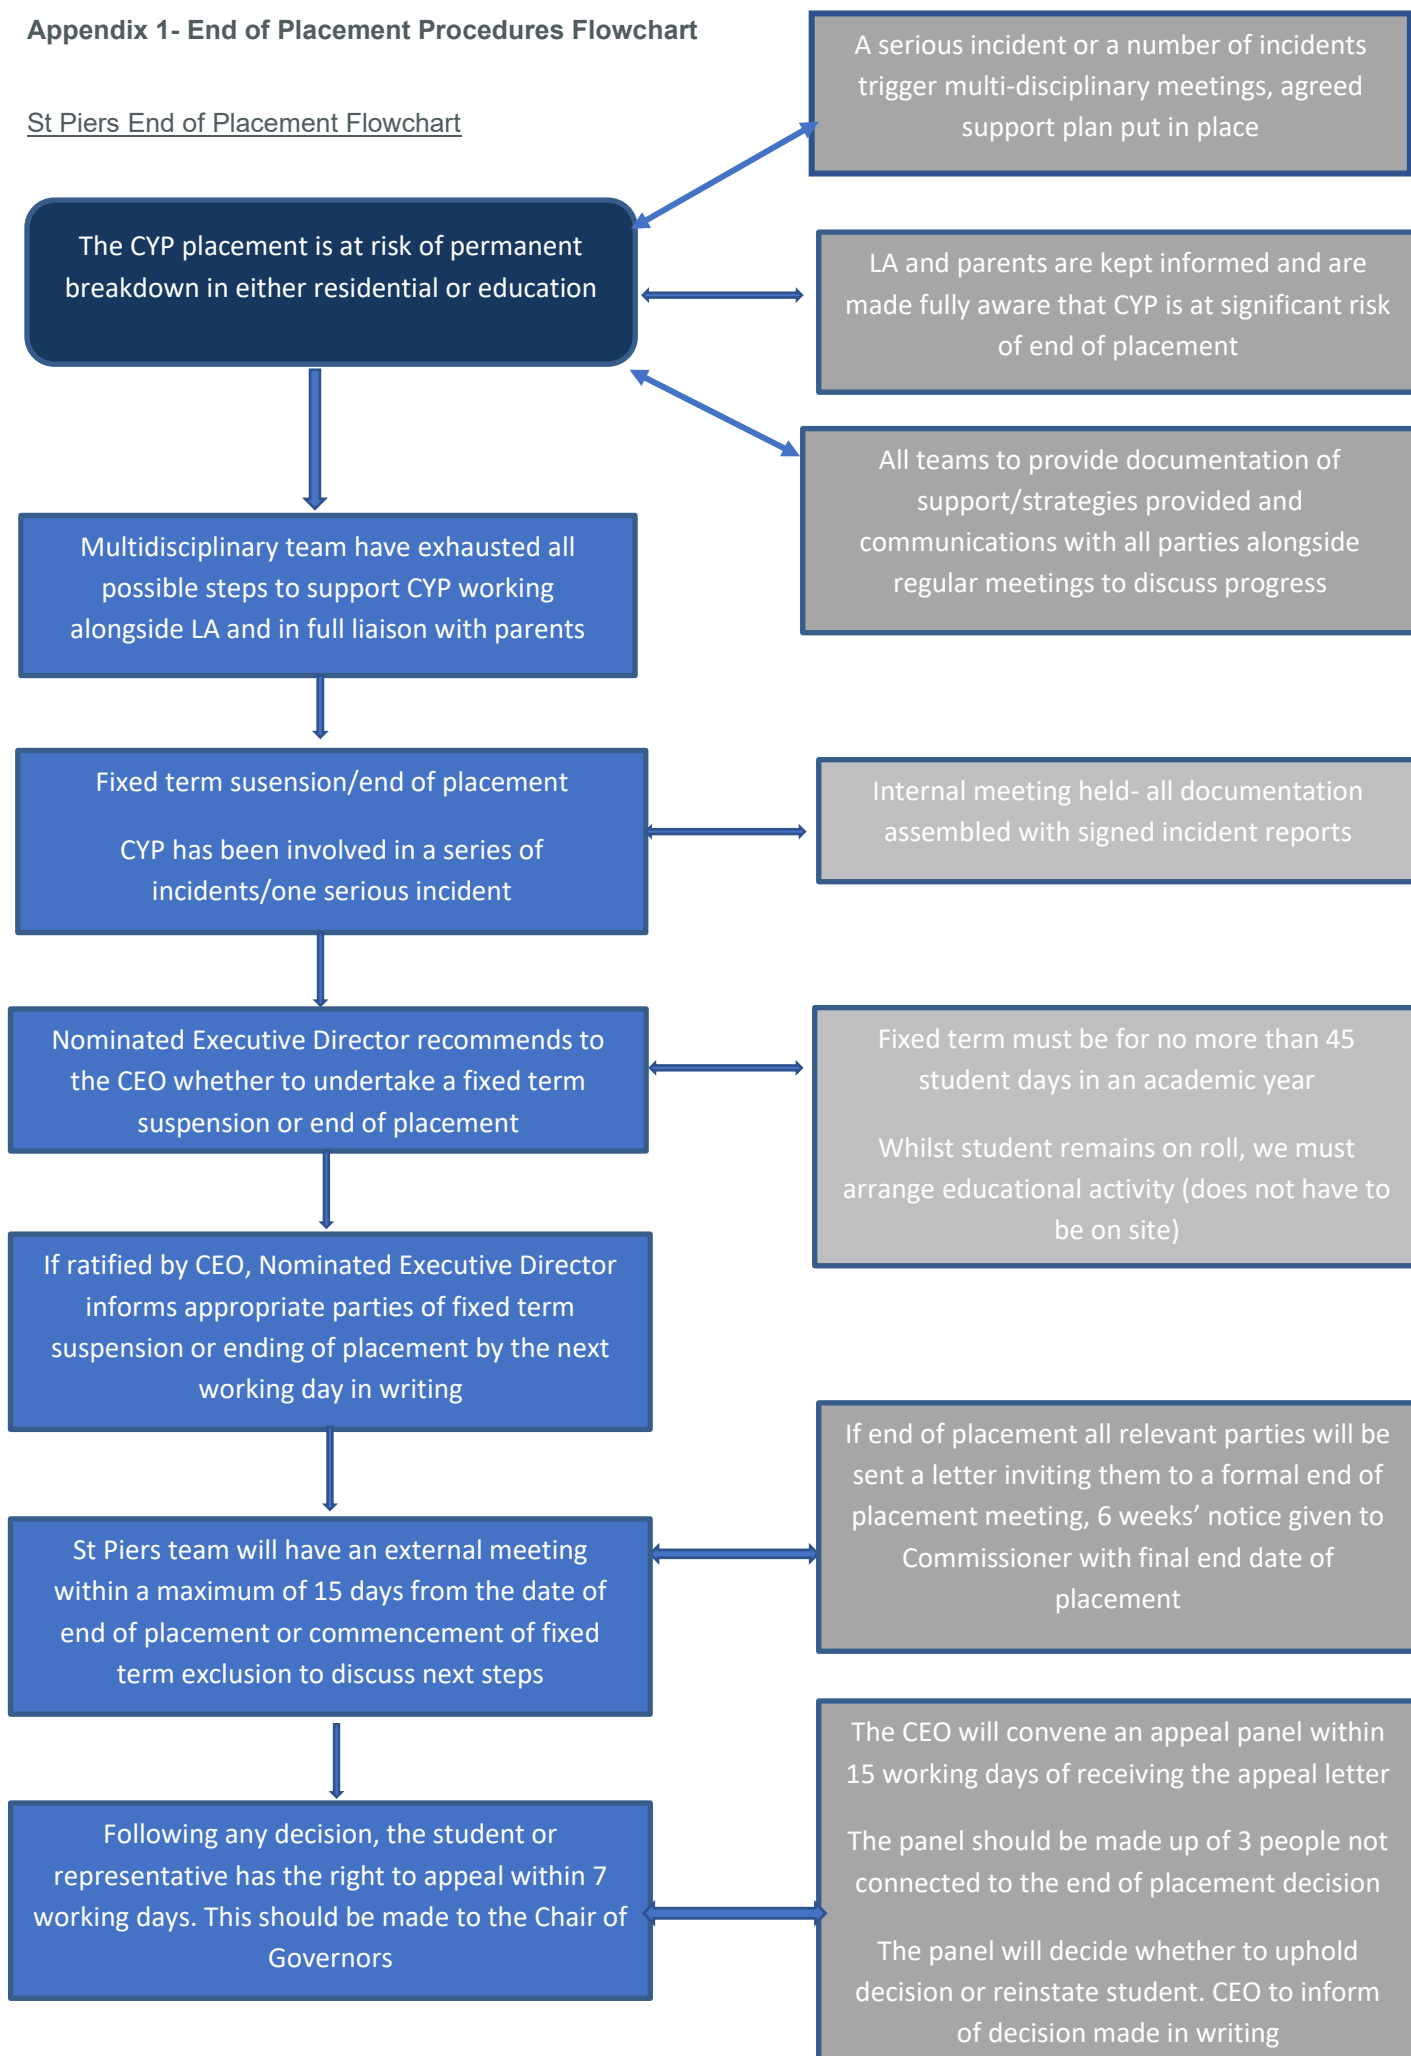 Appendix 1- End of Placement Procedures Flowchart
St Piers End of Placement Flowchart
A serious incident or a number of incidents
trigger multi-disciplinary meetings, agreed
support plan put in place
The CYP placement is at risk of permanent
breakdown in either residential or education
LA and parents are kept informed and are
made fully aware that CYP is at significant risk
of end of placement
All teams to provide documentation of
support/strategies provided and
communications with all parties alongside
regular meetings to discuss progress
Multidisciplinary team have exhausted all
possible steps to support CYP working
alongside LA and in full liaison with parents
Fixed term susension/end of placement
CYP has been involved in a series of
incidents/one serious incident
Internal meeting held- all documentation
assembled with signed incident reports
Nominated Executive Director recommends to
the CEO whether to undertake a fixed term
suspension or end of placement
Fixed term must be for no more than 45
student days in an academic year
Whilst student remains on roll, we must
arrange educational activity (does not have to
be on site)
If ratified by CEO, Nominated Executive Director
informs appropriate parties of fixed term
suspension or ending of placement by the next
working day in writing
If end of placement all relevant parties will be
sent a letter inviting them to a formal end of
placement meeting, 6 weeks’ notice given to
Commissioner with final end date of
placement
St Piers team will have an external meeting
within a maximum of 15 days from the date of
end of placement or commencement of fixed
term exclusion to discuss next steps
The CEO will convene an appeal panel within
15 working days of receiving the appeal letter
The panel should be made up of 3 people not
connected to the end of placement decision
The panel will decide whether to uphold
decision or reinstate student. CEO to inform
of decision made in writing
Following any decision, the student or
representative has the right to appeal within 7
working days. This should be made to the Chair of
Governors